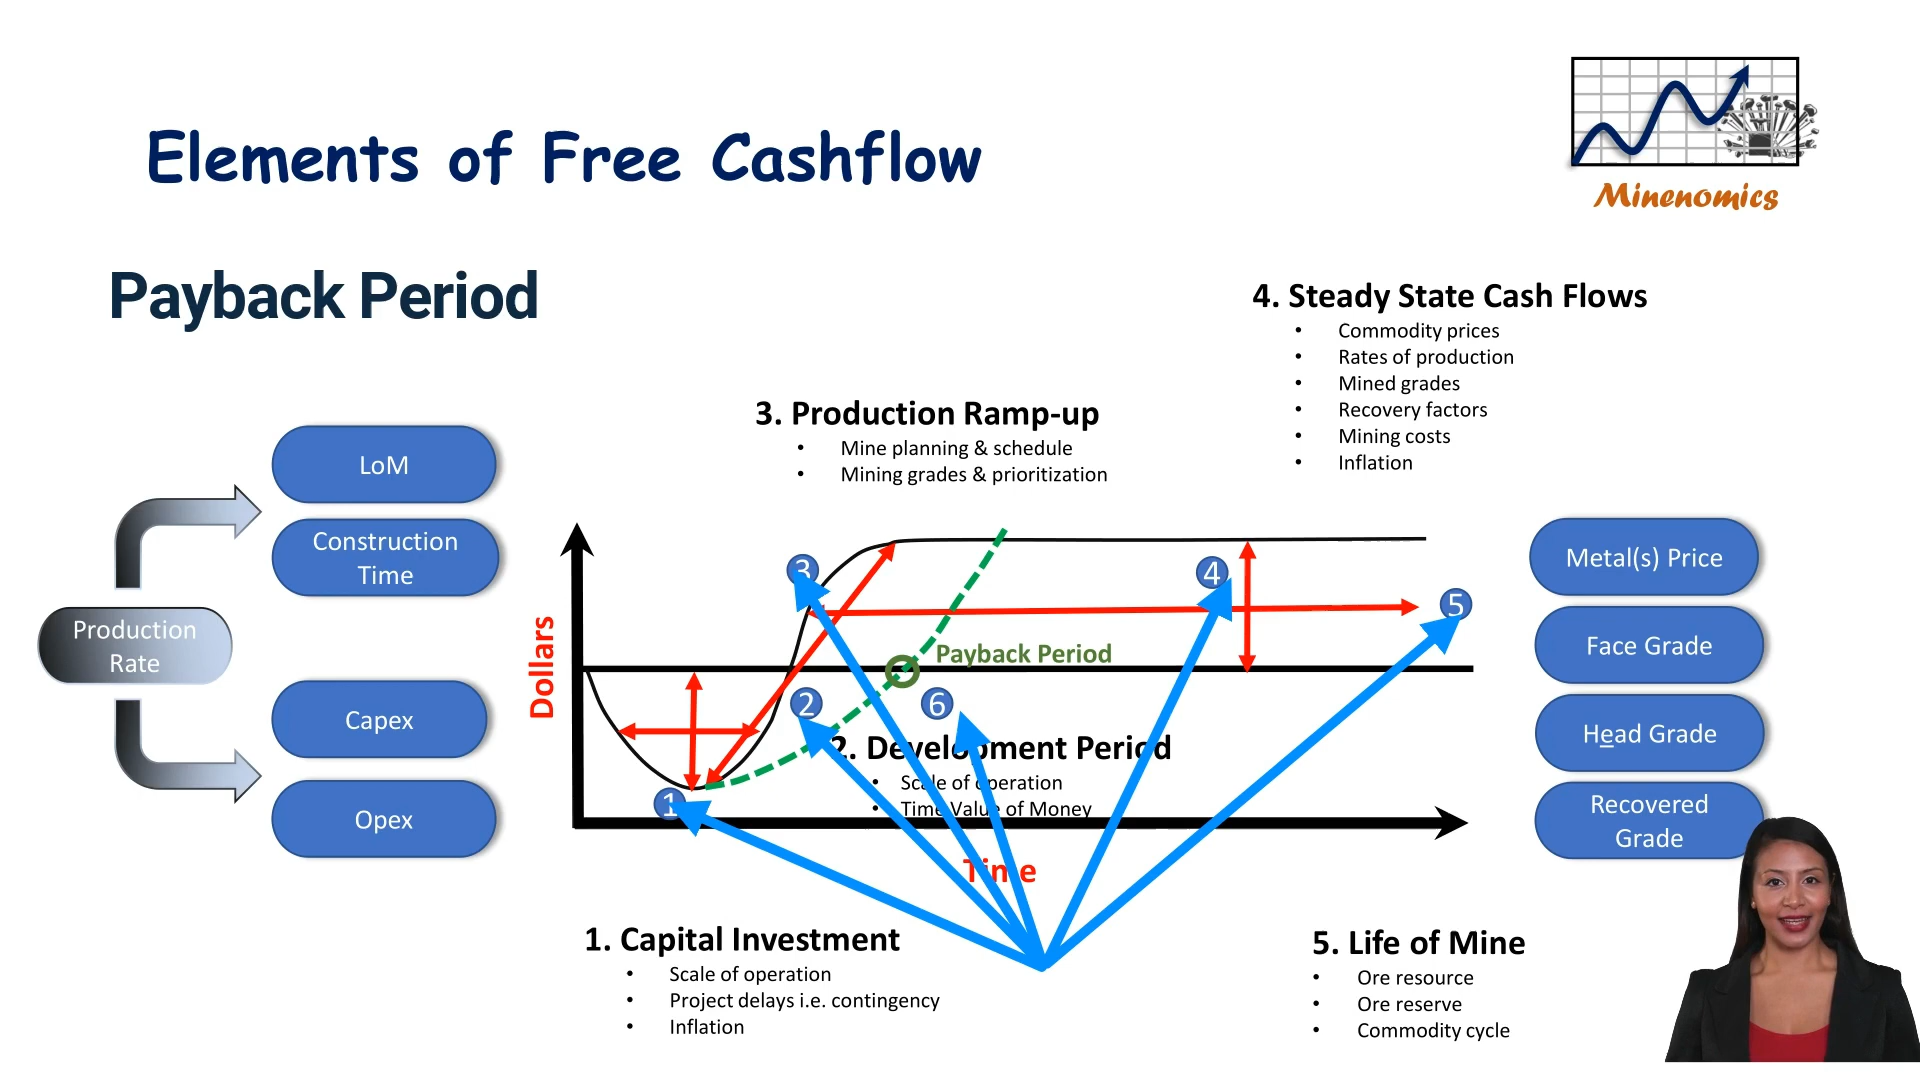 Elements of Free Cashflow
Minenomics
Payback Period
4. Steady State Cash Flows
• Commodity prices
• Rates of production
• Mined grades
• Recovery factors
• Mining costs
• Inflation
3. Production Ramp-up
• Mine planning & schedule
• Mining grades & prioritization
LoM
Construction
Time
Production
Rate
Capex
Opex
Dollars
3
4
5
Payback Period
2
6
2. Development Period
• Scale of operation
• Time Value of Money
1
Time
Metal(s) Price
Face Grade
Head Grade
Recovered
Grade
1. Capital Investment
• Scale of operation
• Project delays i.e. contingency
• Inflation
5. Life of Mine
• Ore resource
• Ore reserve
• Commodity cycle